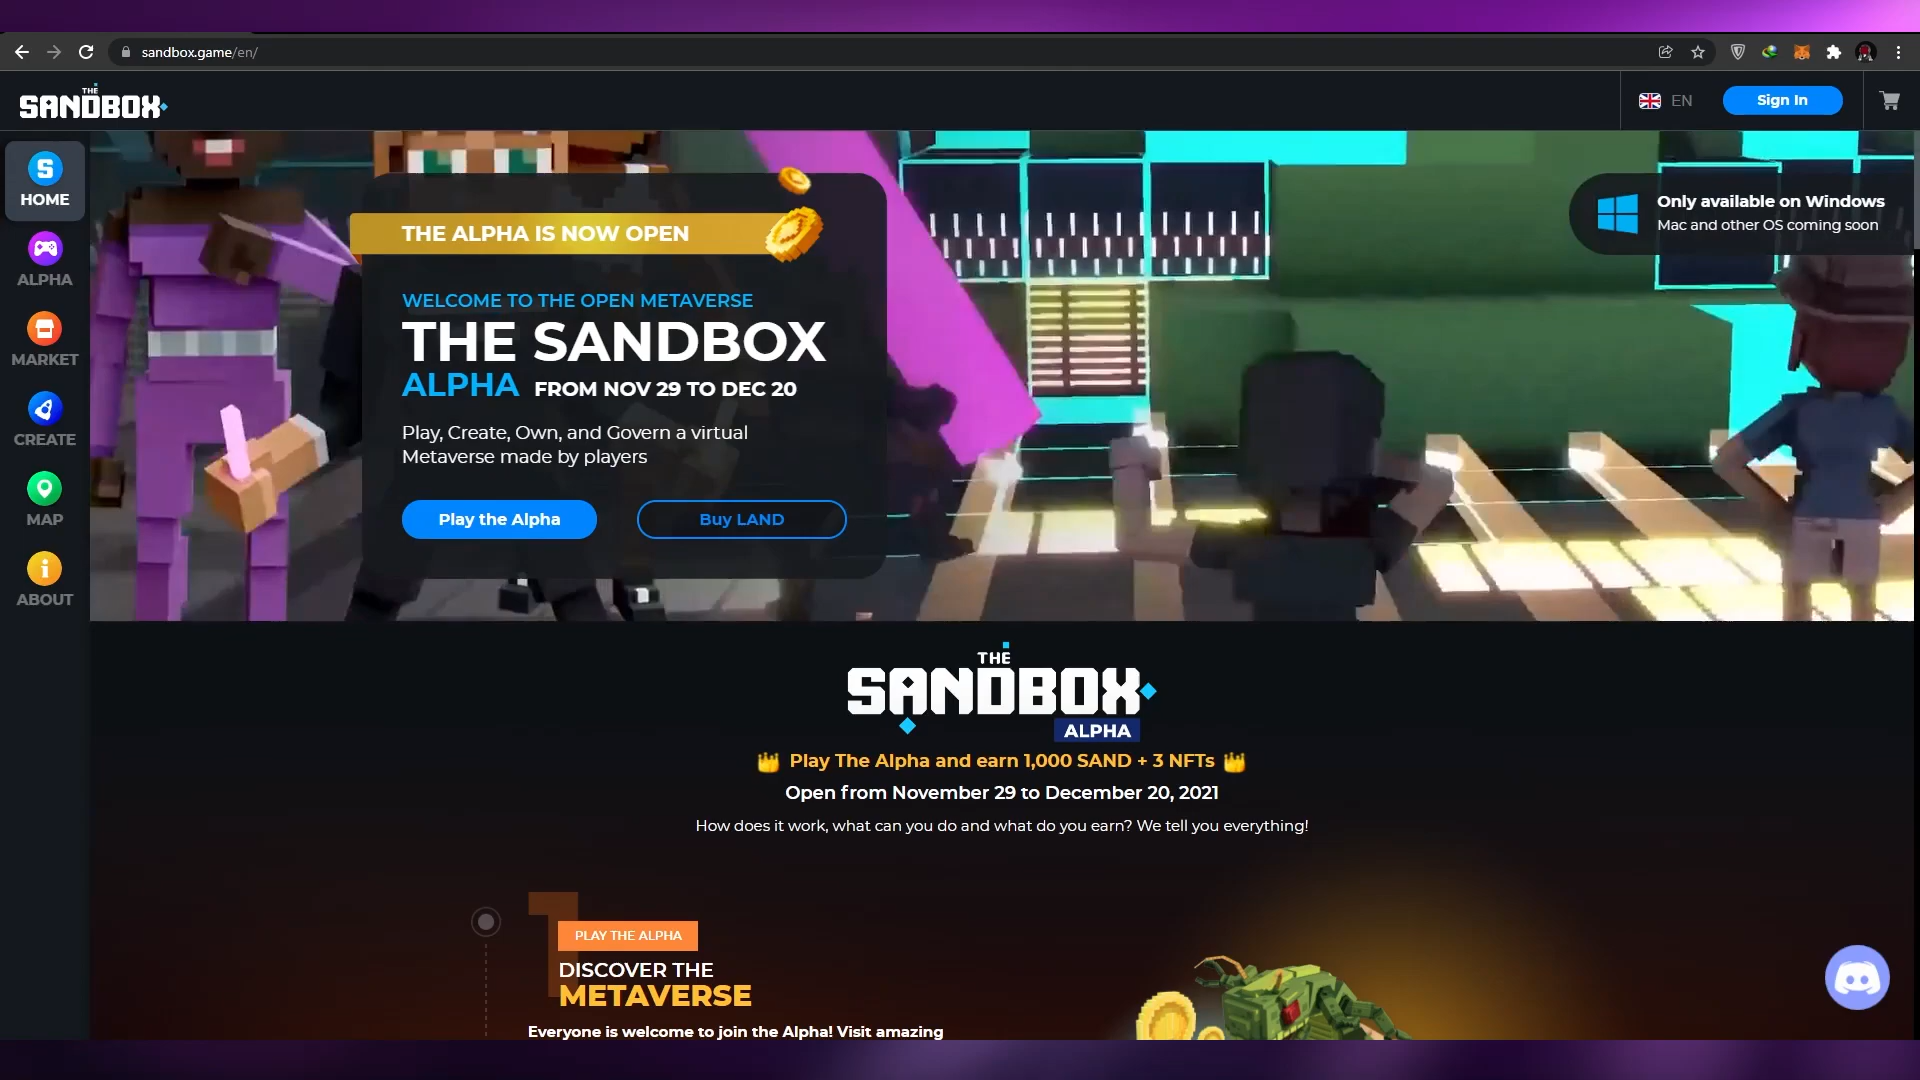 sandbox.game/en/
THE
SANDBOX
EN
Sign In
S
HOME
ALPHA
MARKET
CREATE
MAP
i
ABOUT
THE ALPHA IS NOW OPEN
WELCOME TO THE OPEN METAVERSE
THE SANDBOX
ALPHA FROM NOV 29 TO DEC 20
Play, Create, Own, and Govern a virtual
Metaverse made by players
Play the Alpha
Buy LAND
Only available on Windows
Mac and other OS coming soon
THE
SANDBOX
ALPHA
Play The Alpha and earn 1,000 SAND + 3 NFTs
Open from November 29 to December 20, 2021
How does it work, what can you do and what do you earn? We tell you everything!
1
PLAY THE ALPHA
DISCOVER THE
METAVERSE
Everyone is welcome to join the Alpha! Visit amazing